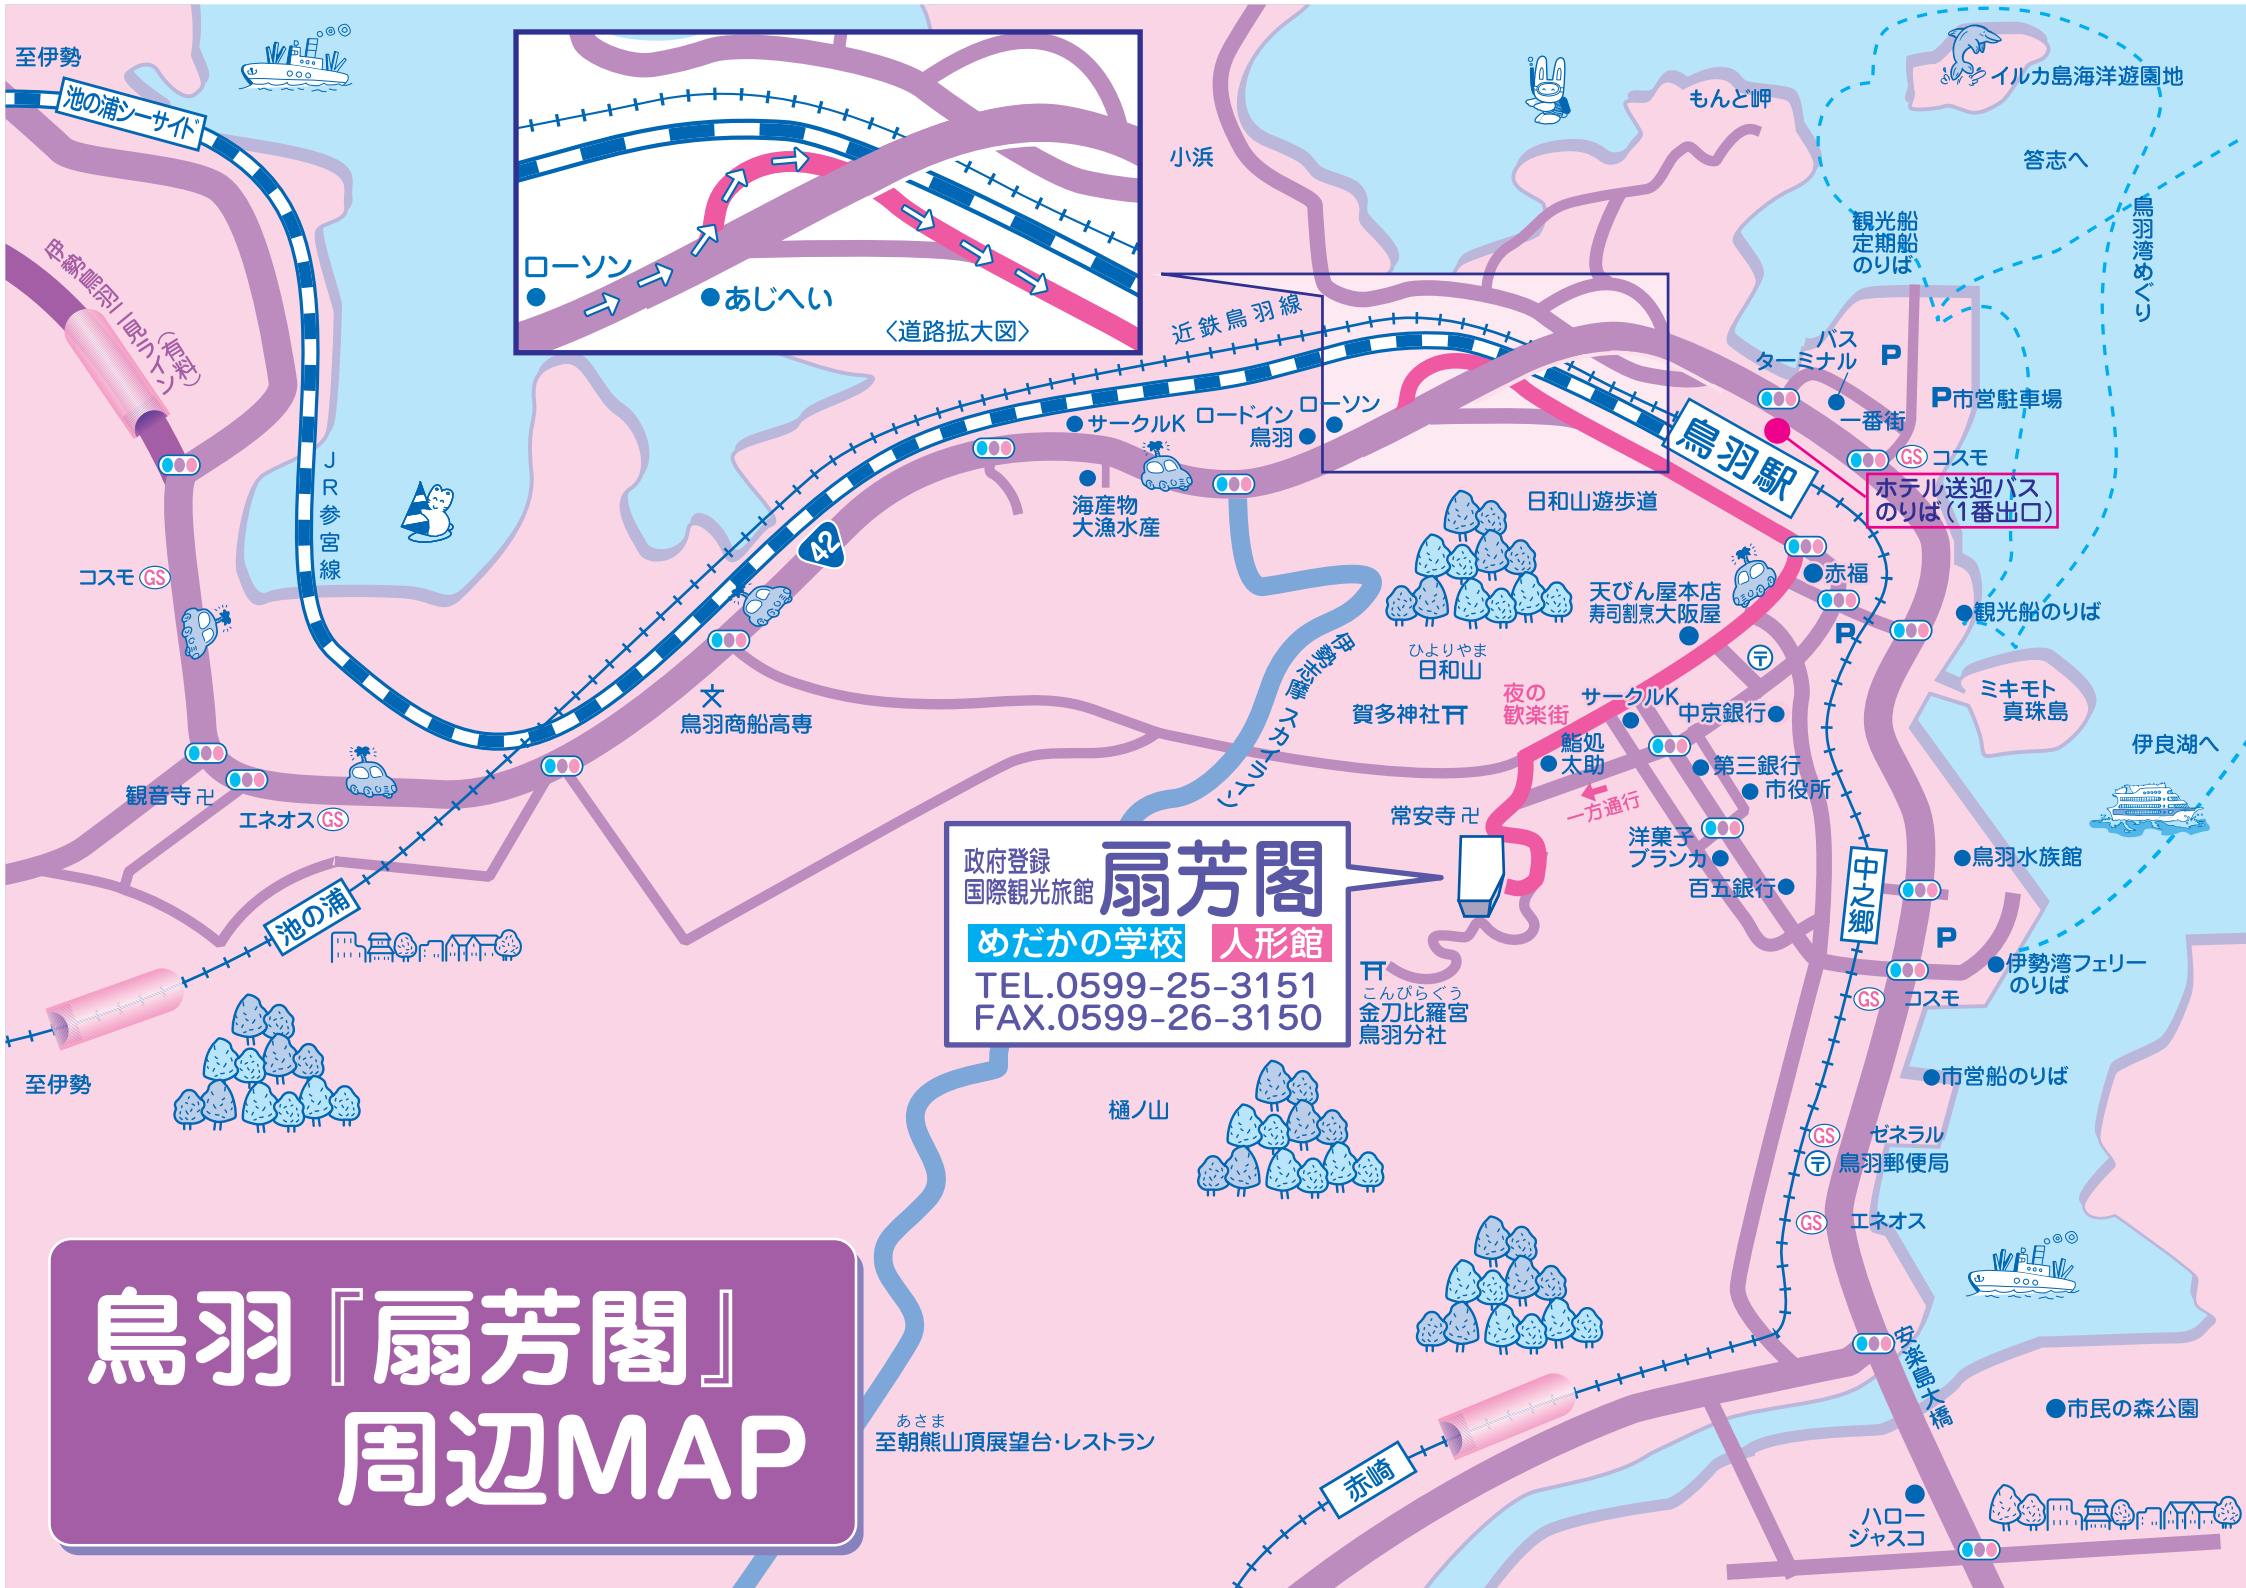 至伊勢
池の浦シーサイド
伊勢鳥羽二見ライン
(有料)
JR参宮線
コスモ GS
観音寺 卍
エネオス GS
池の浦
至伊勢
ローソン
あじへい
〈道路拡大図〉
小浜
近鉄鳥羽線
もんど岬
イルカ島海洋遊園地
答志へ
鳥羽湾めぐり
観光船
定期船
のりば
バス
ターミナル
P
P市営駐車場
一番街
GS コスモ
鳥羽駅
ホテル送迎バス
のりば(1番出口)
サークルK
ロードイン
鳥羽
ローソン
海産物
大漁水産
42
文
鳥羽商船高専
日和山遊歩道
ひよりやま
日和山
伊勢志摩スカイライン
天びん屋本店
寿司割烹大阪屋
赤福
P
〒
観光船のりば
ミキモト
真珠島
伊良湖へ
賀多神社
夜の
歓楽街
サークルK
中京銀行
鮨処
太助
第三銀行
市役所
一方通行
常安寺 卍
洋菓子
ブランカ
百五銀行
中之郷
鳥羽水族館
P
伊勢湾フェリー
のりば
GS コスモ
政府登録
国際観光旅館
扇芳閣
めだかの学校
人形館
TEL.0599-25-3151
FAX.0599-26-3150
こんぴらぐう
金刀比羅宮
鳥羽分社
樋ノ山
市営船のりば
GS ゼネラル
〒 鳥羽郵便局
GS エネオス
安楽島大橋
市民の森公園
ハロー
ジャスコ
赤崎
あさま
至朝熊山頂展望台・レストラン
鳥羽『扇芳閣』
周辺MAP